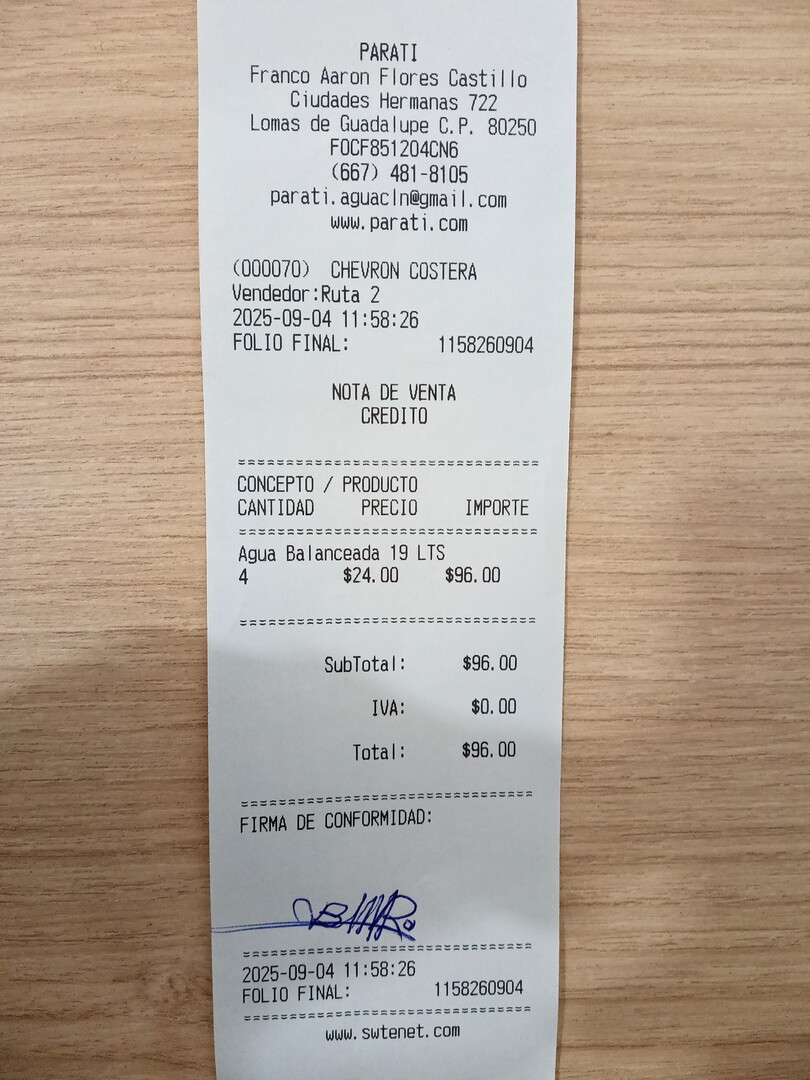 PARATI
Franco Aaron Flores Castillo
Ciudades Hermanas 722
Lomas de Guadalupe C.P. 80250
FOCF851204CN6
(667) 481-8105
parati.aguacln@gmail.com
www.parati.com
(000070) CHEVRON COSTERA
Vendedor:Ruta 2
2025-09-04 11:58:26
FOLIO FINAL: 1158260904
NOTA DE VENTA
CREDITO
==============================
CONCEPTO / PRODUCTO
CANTIDAD PRECIO IMPORTE
==============================
Agua Balanceada 19 LTS
4 $24.00 $96.00
==============================
SubTotal: $96.00
IVA: $0.00
Total: $96.00
==============================
FIRMA DE CONFORMIDAD:
==============================
2025-09-04 11:58:26
FOLIO FINAL: 1158260904
==============================
www.swtenet.com